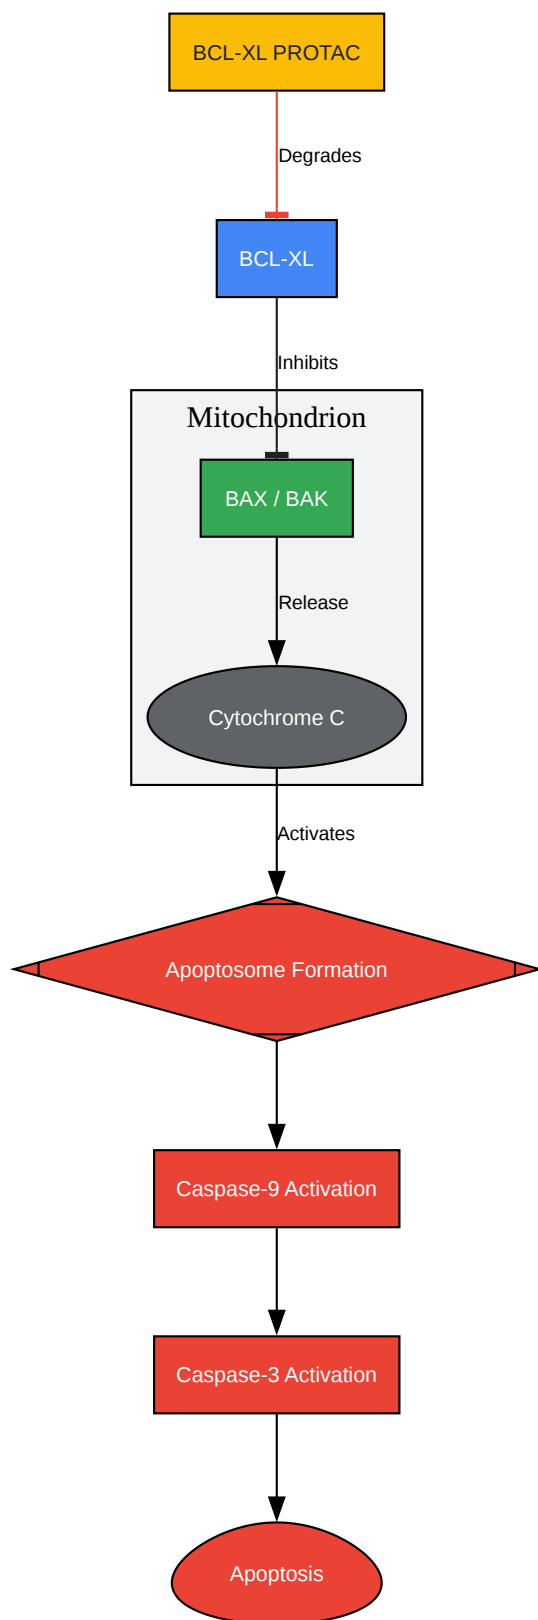 BCL-XL PROTAC
Degrades
BCL-XL
Inhibits
Mitochondrion
BAX / BAK
Release
Cytochrome C
Activates
Apoptosome Formation
Caspase-9 Activation
Caspase-3 Activation
Apoptosis